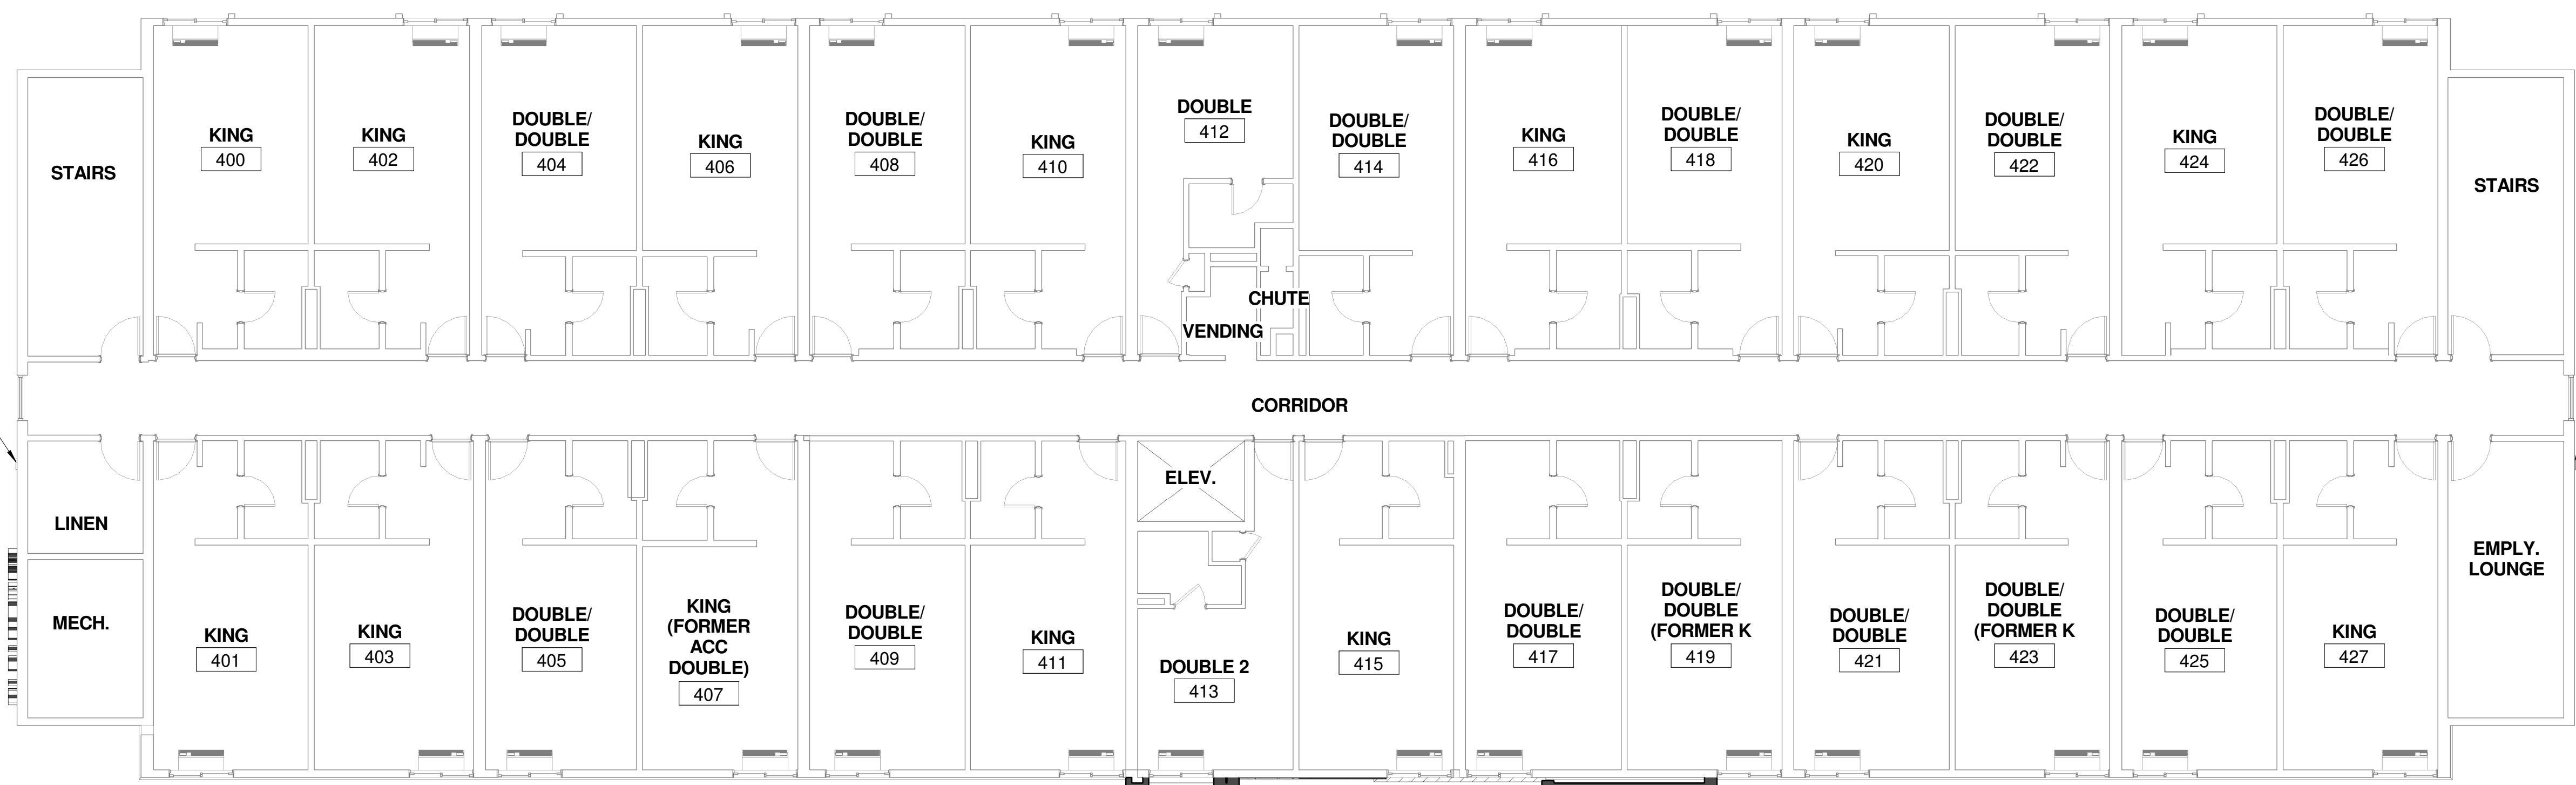 STAIRS
KING
400
KING
402
DOUBLE/
DOUBLE
404
KING
406
DOUBLE/
DOUBLE
408
KING
410
DOUBLE
412
DOUBLE/
DOUBLE
414
KING
416
DOUBLE/
DOUBLE
418
KING
420
DOUBLE/
DOUBLE
422
KING
424
DOUBLE/
DOUBLE
426
STAIRS
CHUTE
VENDING
CORRIDOR
LINEN
MECH.
KING
401
KING
403
DOUBLE/
DOUBLE
405
KING
(FORMER
ACC
DOUBLE)
407
DOUBLE/
DOUBLE
409
KING
411
ELEV.
DOUBLE 2
413
KING
415
DOUBLE/
DOUBLE
417
DOUBLE/
DOUBLE
(FORMER K
419
DOUBLE/
DOUBLE
421
DOUBLE/
DOUBLE
(FORMER K
423
DOUBLE/
DOUBLE
425
KING
427
EMPLY.
LOUNGE